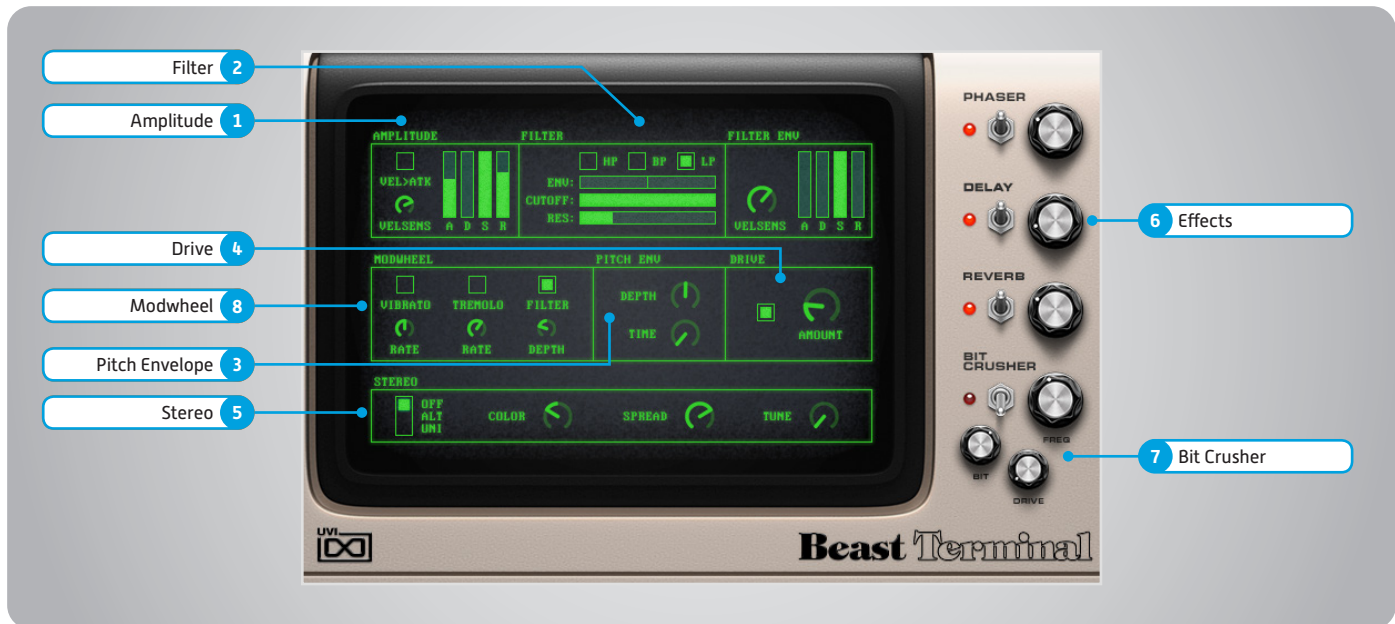 Filter 2
Amplitude 1
Drive 4
Modwheel 8
Pitch Envelope 3
Stereo 5
AMPLITUDE
VEL>ATK
VELSENS
A D S R
FILTER
HP BP LP
ENV:
CUTOFF:
RES:
FILTER ENV
VELSENS
A D S R
MODWHEEL
VIBRATO TREMOLO FILTER
RATE RATE DEPTH
PITCH ENV
DEPTH
TIME
DRIVE
AMOUNT
STEREO
OFF
ALT
UNI
COLOR SPREAD TUNE
PHASER
DELAY
REVERB
BIT
CRUSHER
FREQ
BIT
DRIVE
6 Effects
7 Bit Crusher
UVI
Beast Terminal